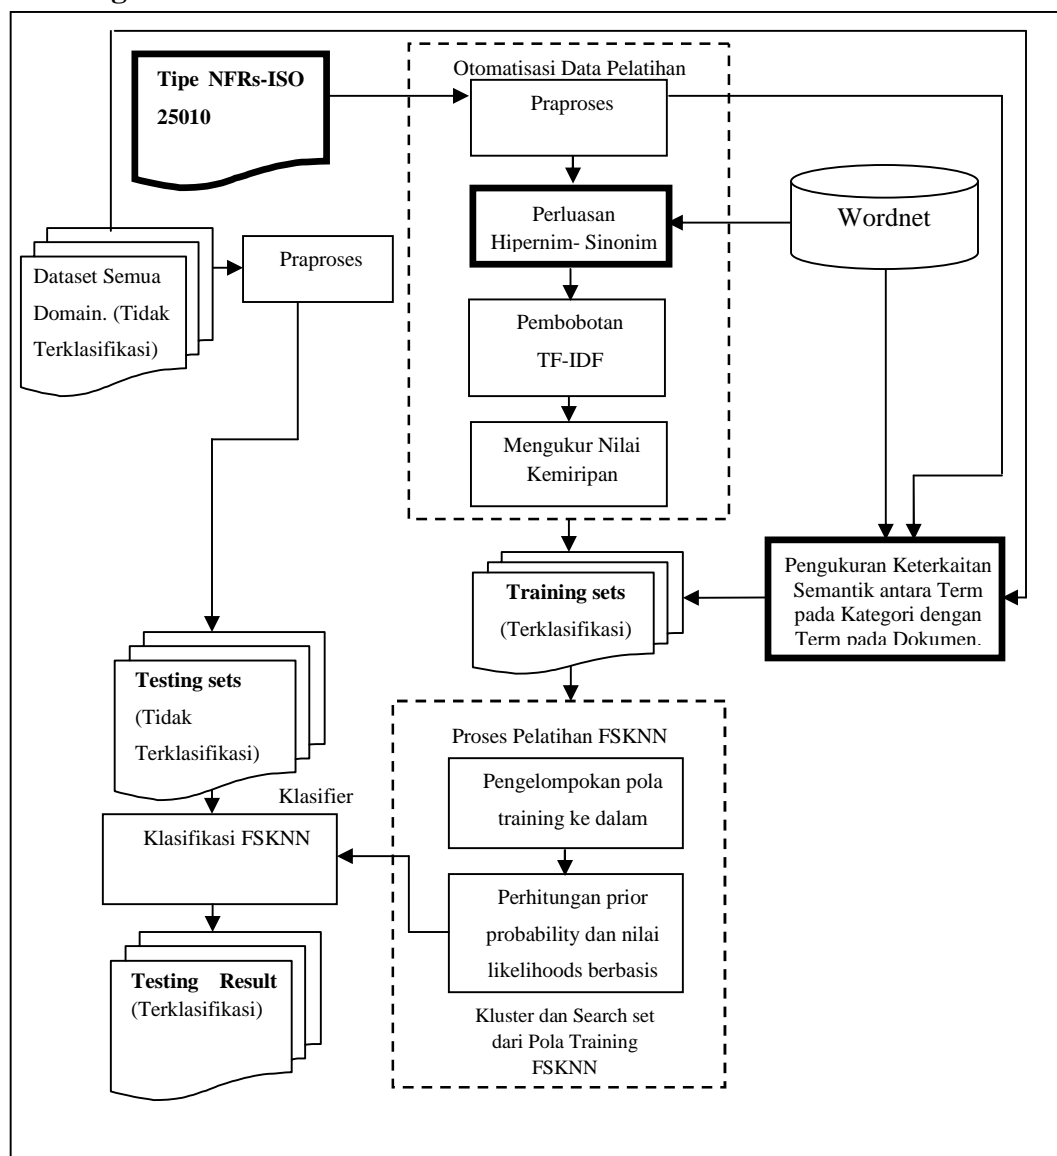 Otomatisasi Data Pelatihan
Tipe NFRs-ISO
25010
Praproses
Perluasan
Hipernim- Sinonim
Wordnet
Dataset Semua
Domain. (Tidak
Terklasifikasi)
Praproses
Pembobotan
TF-IDF
Mengukur Nilai
Kemiripan
Pengukuran Keterkaitan
Semantik antara Term
pada Kategori dengan
Term pada Dokumen.
Training sets
(Terklasifikasi)
Testing sets
(Tidak
Terklasifikasi)
Proses Pelatihan FSKNN
Pengelompokan pola
training ke dalam
Klasifier
Klasifikasi FSKNN
Perhitungan prior
probability dan nilai
likelihoods berbasis
Testing Result
(Terklasifikasi)
Kluster dan Search set
dari Pola Training
FSKNN